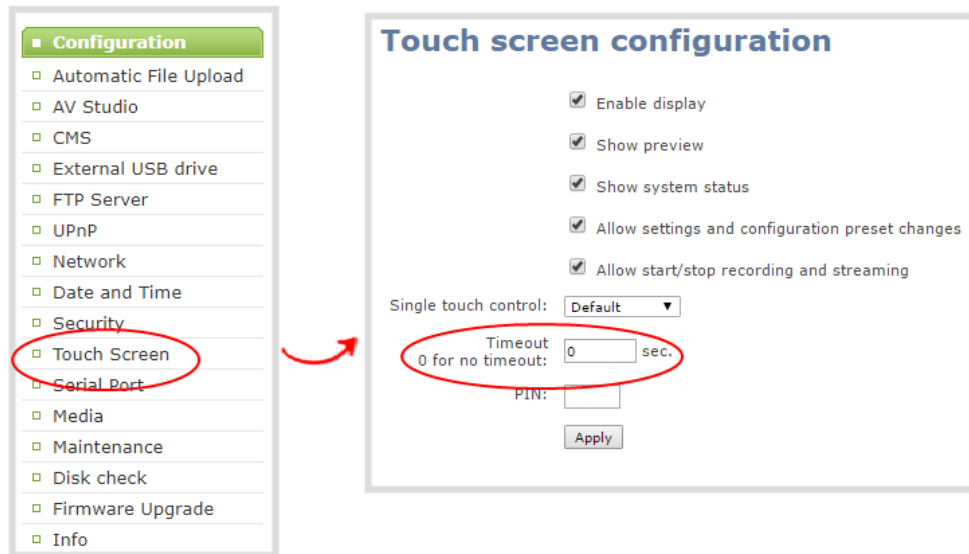 Configuration
Automatic File Upload
AV Studio
CMS
External USB drive
FTP Server
UPnP
Network
Date and Time
Security
Touch Screen
Serial Port
Media
Maintenance
Disk check
Firmware Upgrade
Info
Touch screen configuration
Enable display
Show preview
Show system status
Allow settings and configuration preset changes
Allow start/stop recording and streaming
Single touch control: Default
Timeout
0 for no timeout: 0 sec.
PIN:
Apply